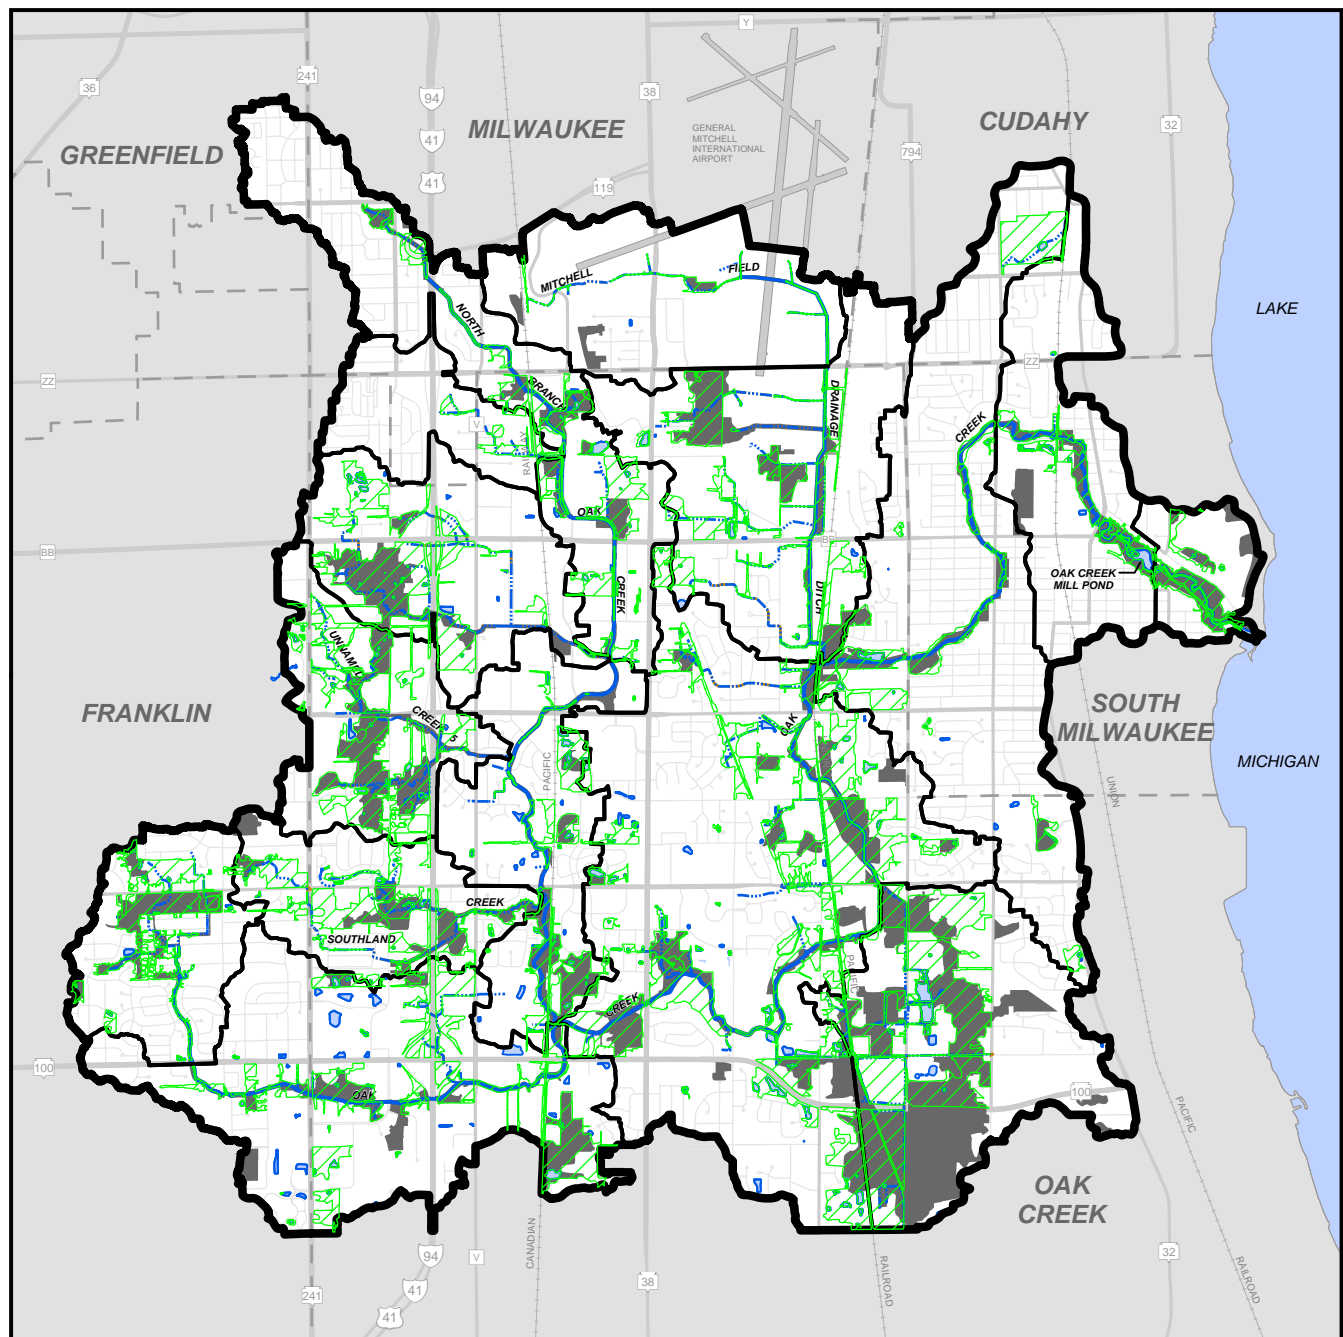 Y
241
36
94
38
MILWAUKEE
CUDAHY
32
GENERAL
MITCHELL
INTERNATIONAL
AIRPORT
41
GREENFIELD
794
41
119
MITCHELL
FIELD
LAKE
NORTH
ZZ
ZZ
BRANCH
DRAINAGE
V
CREEK
RAILWAY
OAK
BB
BB
OAK CREEK
MILL POND
CREEK
DITCH
UNNAMED
FRANKLIN
SOUTH
MILWAUKEE
CREEK 5
OAK
MICHIGAN
PACIFIC
UNION
CREEK
SOUTHLAND
PACIFIC
CREEK
100
OAK
100
PACIFIC
OAK
CREEK
CANADIAN
94
V
32
RAILROAD
RAILROAD
41
38
241
41